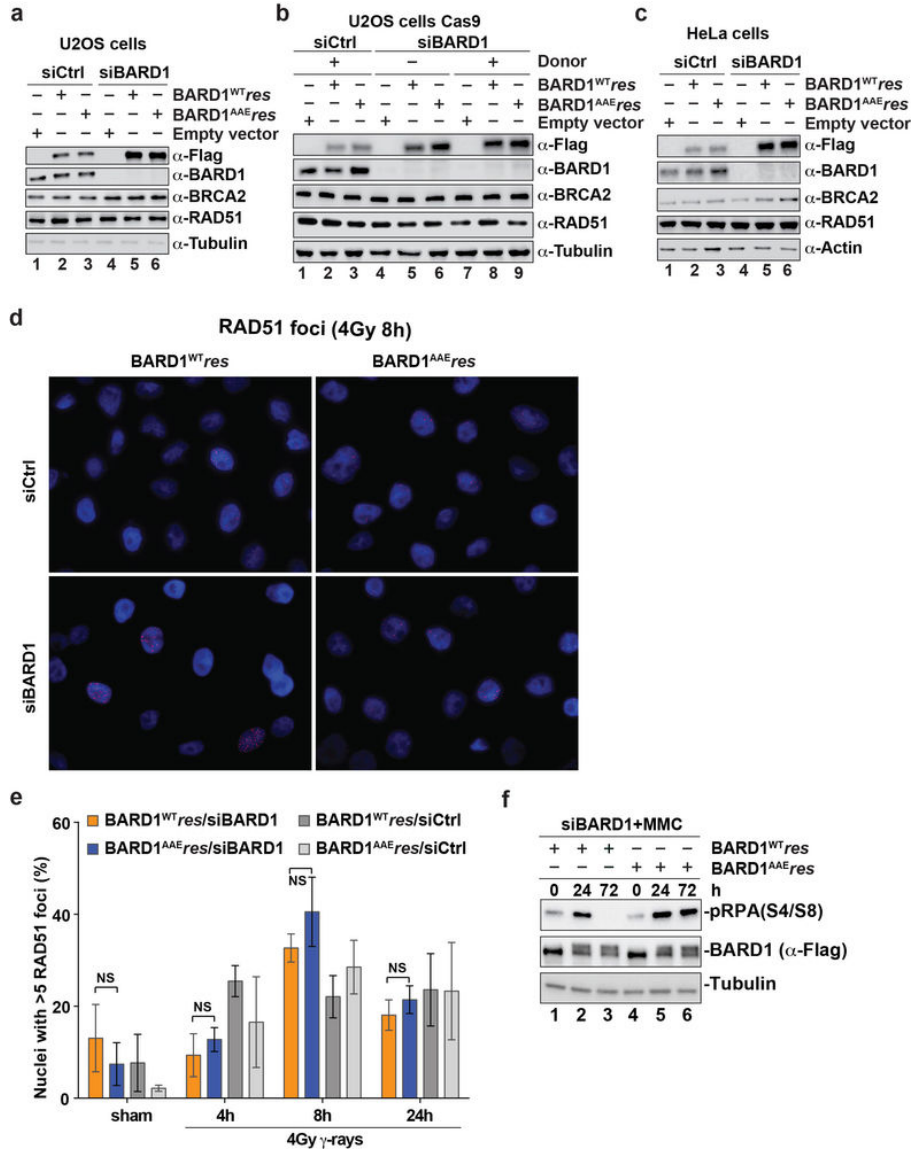 a
U2OS cells
siCtrl siBARD1
− + − − + − BARD1WTres
− − + − − + BARD1AAEres
+ − − + − − Empty vector
α-Flag
α-BARD1
α-BRCA2
α-RAD51
α-Tubulin
1 2 3 4 5 6
b
U2OS cells Cas9
siCtrl siBARD1
+ − + Donor
− + − − + − − + − BARD1WTres
− − + − − + − − + BARD1AAEres
+ − − + − − + − − Empty vector
α-Flag
α-BARD1
α-BRCA2
α-RAD51
α-Tubulin
1 2 3 4 5 6 7 8 9
c
HeLa cells
siCtrl siBARD1
− + − − + − BARD1WTres
− − + − − + BARD1AAEres
+ − − + − − Empty vector
α-Flag
α-BARD1
α-BRCA2
α-RAD51
α-Actin
1 2 3 4 5 6
d
RAD51 foci (4Gy 8h)
BARD1WTres BARD1AAEres
siCtrl
siBARD1
e
Nuclei with >5 RAD51 foci (%)
60
40
20
0
BARD1WTres/siBARD1 BARD1WTres/siCtrl
BARD1AAEres/siBARD1 BARD1AAEres/siCtrl
NS
NS
NS
NS
sham 4h 8h 24h
4Gy γ-rays
f
siBARD1+MMC
+ + + − − − BARD1WTres
− − − + + + BARD1AAEres
0 24 72 0 24 72 h
-pRPA(S4/S8)
-BARD1 (α-Flag)
-Tubulin
1 2 3 4 5 6